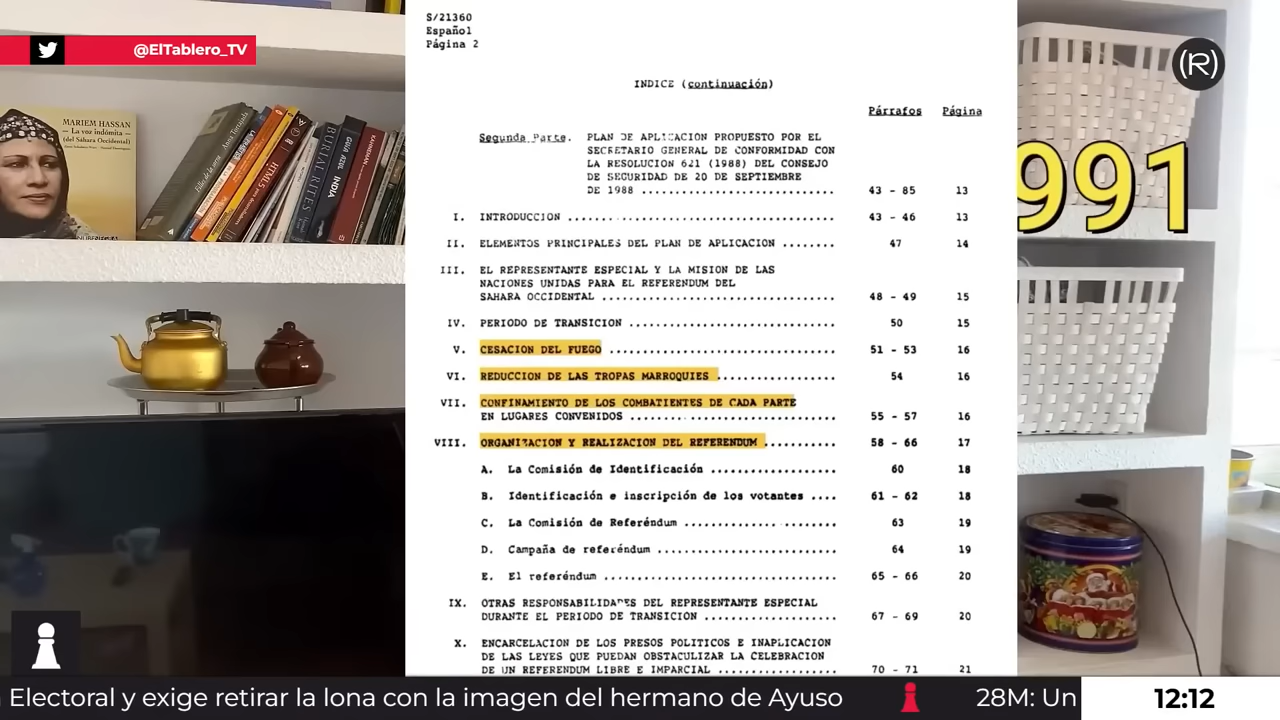 @ElTablero_TV
(R)
991
MARIEM HASSAN
La voz indómita
(del Sáhara Occidental)
HTML5
BURIAL RITES
GUÍA AZUL INDIA
S/21360
Español
Página 2
INDICE (continuación)
Párrafos Página
Segunda Parte. PLAN DE APLICACION PROPUESTO POR EL
SECRETARIO GENERAL DE CONFORMIDAD CON
LA RESOLUCION 621 (1988) DEL CONSEJO
DE SEGURIDAD DE 20 DE SEPTIEMBRE
DE 1988 .............................. 43 - 85 13
I. INTRODUCCION .......................................... 43 - 46 13
II. ELEMENTOS PRINCIPALES DEL PLAN DE APLICACION ........ 47 14
III. EL REPRESENTANTE ESPECIAL Y LA MISION DE LAS
NACIONES UNIDAS PARA EL REFERENDUM DEL
SAHARA OCCIDENTAL .................................... 48 - 49 15
IV. PERIODO DE TRANSICION ................................ 50 15
V. CESACION DEL FUEGO ................................... 51 - 53 16
VI. REDUCCION DE LAS TROPAS MARROQUIES .................. 54 16
VII. CONFINAMIENTO DE LOS COMBATIENTES DE CADA PARTE
EN LUGARES CONVENIDOS ................................ 55 - 57 16
VIII. ORGANIZACION Y REALIZACION DEL REFERENDUM .......... 58 - 66 17
A. La Comisión de Identificación ..................... 60 18
B. Identificación e inscripción de los votantes .... 61 - 62 18
C. La Comisión de Referéndum ......................... 63 19
D. Campaña de referéndum ............................. 64 19
E. El referéndum ..................................... 65 - 66 20
IX. OTRAS RESPONSABILIDADES DEL REPRESENTANTE ESPECIAL
DURANTE EL PERIODO DE TRANSICION .................... 67 - 69 20
X. ENCARCELACION DE LOS PRESOS POLITICOS E INAPLICACION
DE LAS LEYES QUE PUEDAN OBSTACULIZAR LA CELEBRACION
DE UN REFERENDUM LIBRE E IMPARCIAL .................. 70 - 71 21
Electoral y exige retirar la lona con la imagen del hermano de Ayuso 28M: Un
12:12